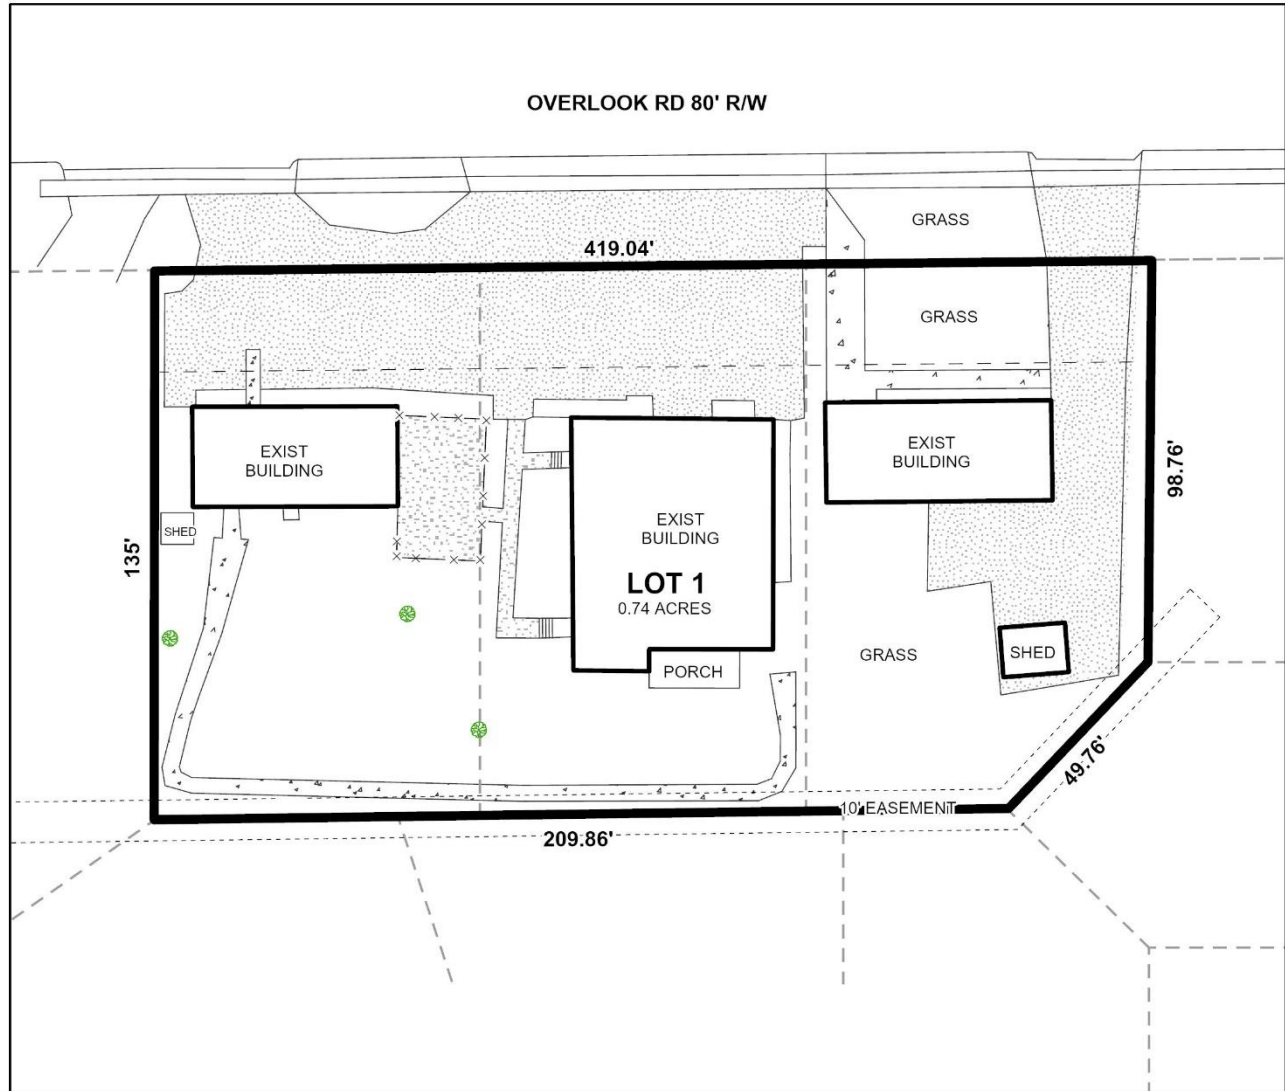 OVERLOOK RD 80' R/W
GRASS
419.04'
GRASS
EXIST
BUILDING
EXIST
BUILDING
98.76'
SHED
EXIST
BUILDING
135'
LOT 1
0.74 ACRES
GRASS
SHED
PORCH
49.76'
10' EASEMENT
209.86'